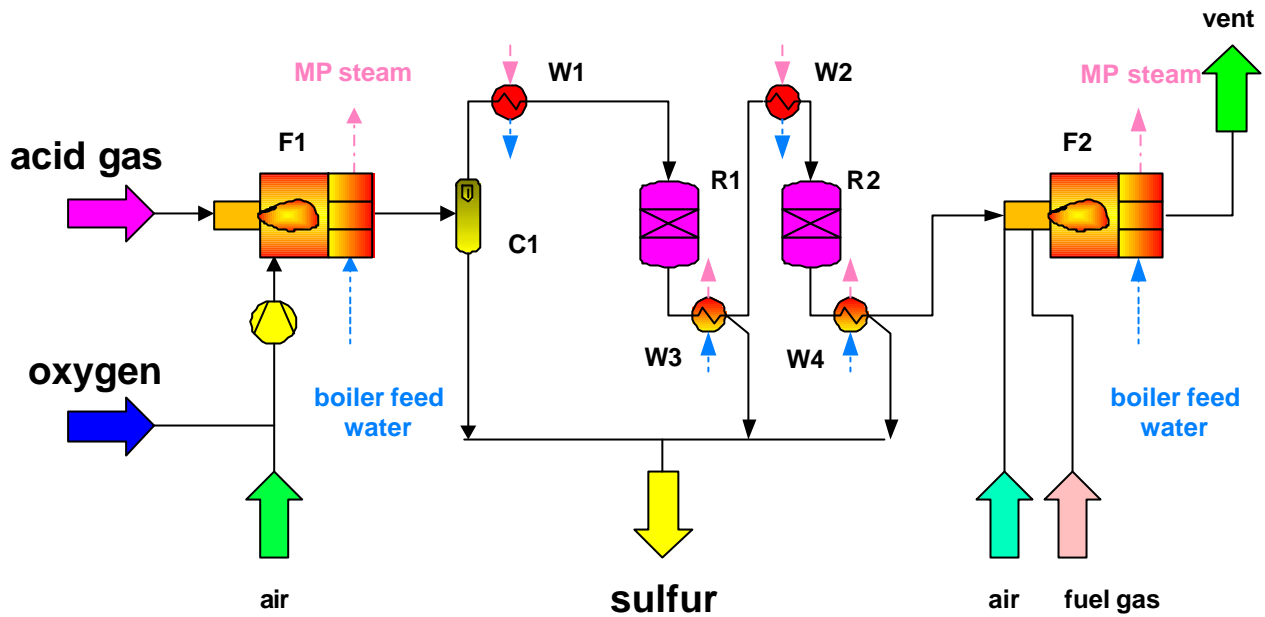 vent
MP steam
W1
W2
MP steam
F1
F2
acid gas
R1
R2
C1
W3
W4
oxygen
boiler feed
water
boiler feed
water
air
sulfur
air
fuel gas